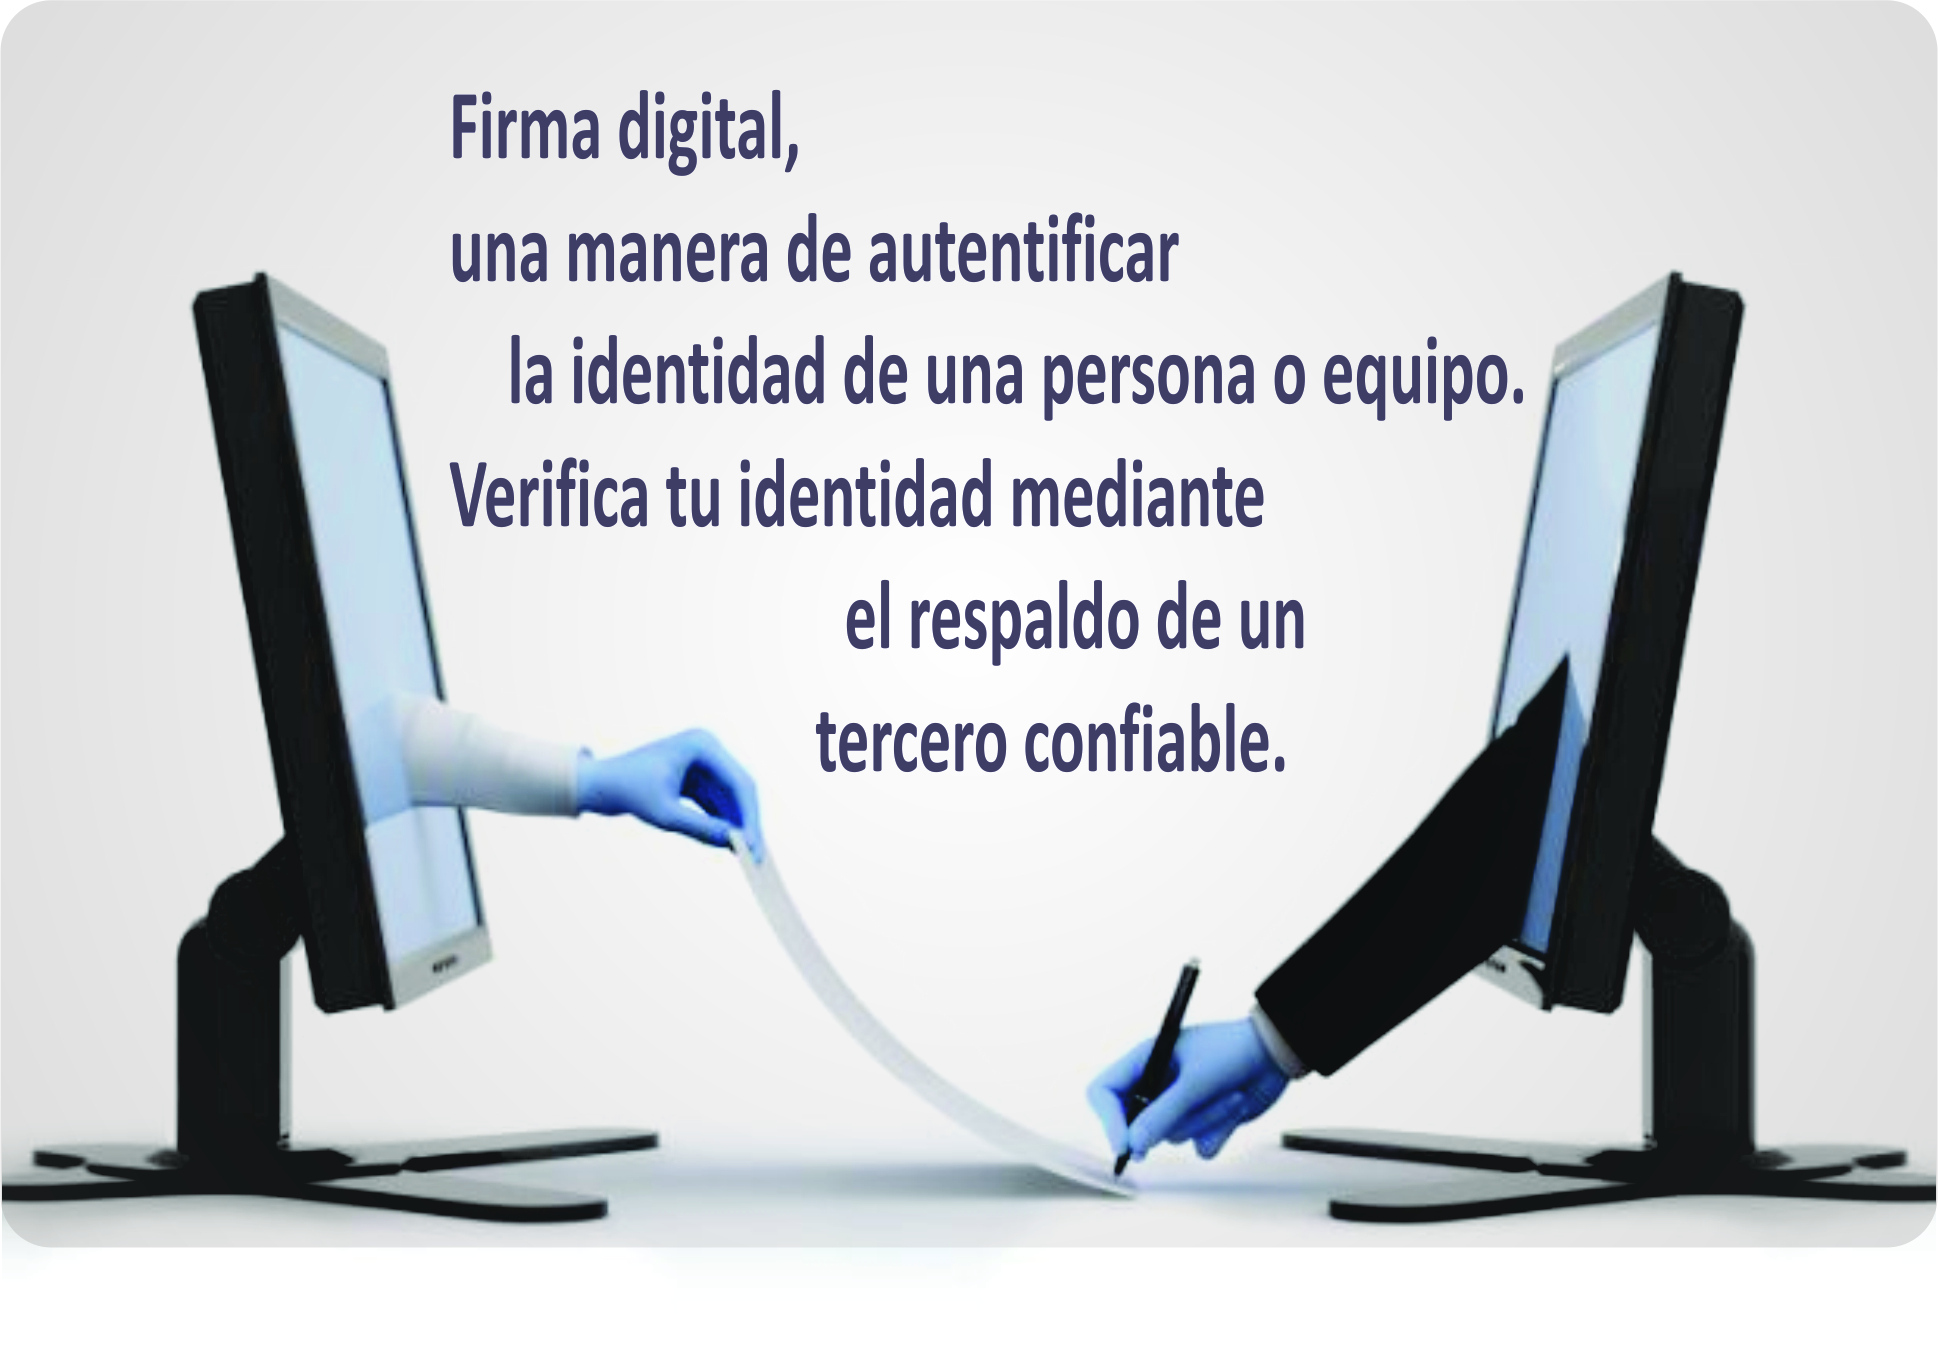 Firma digital,
una manera de autentificar
la identidad de una persona o equipo.
Verifica tu identidad mediante
el respaldo de un
tercero confiable.